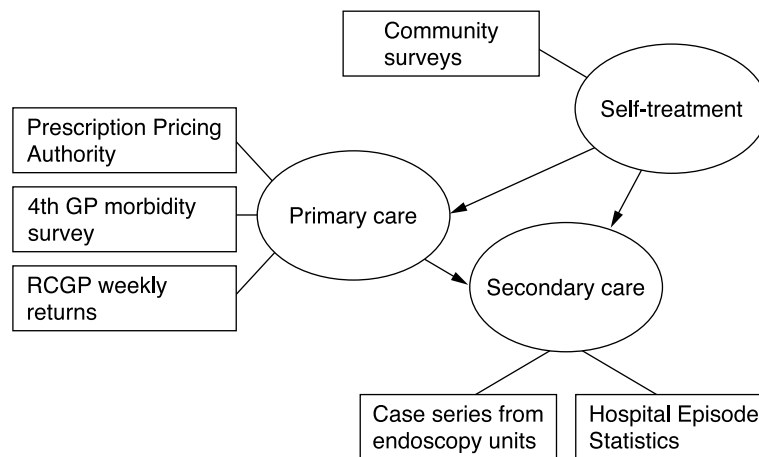 Community
surveys
Self-treatment
Prescription Pricing
Authority
4th GP morbidity
survey
Primary care
RCGP weekly
returns
Secondary care
Case series from
endoscopy units
Hospital Episode
Statistics